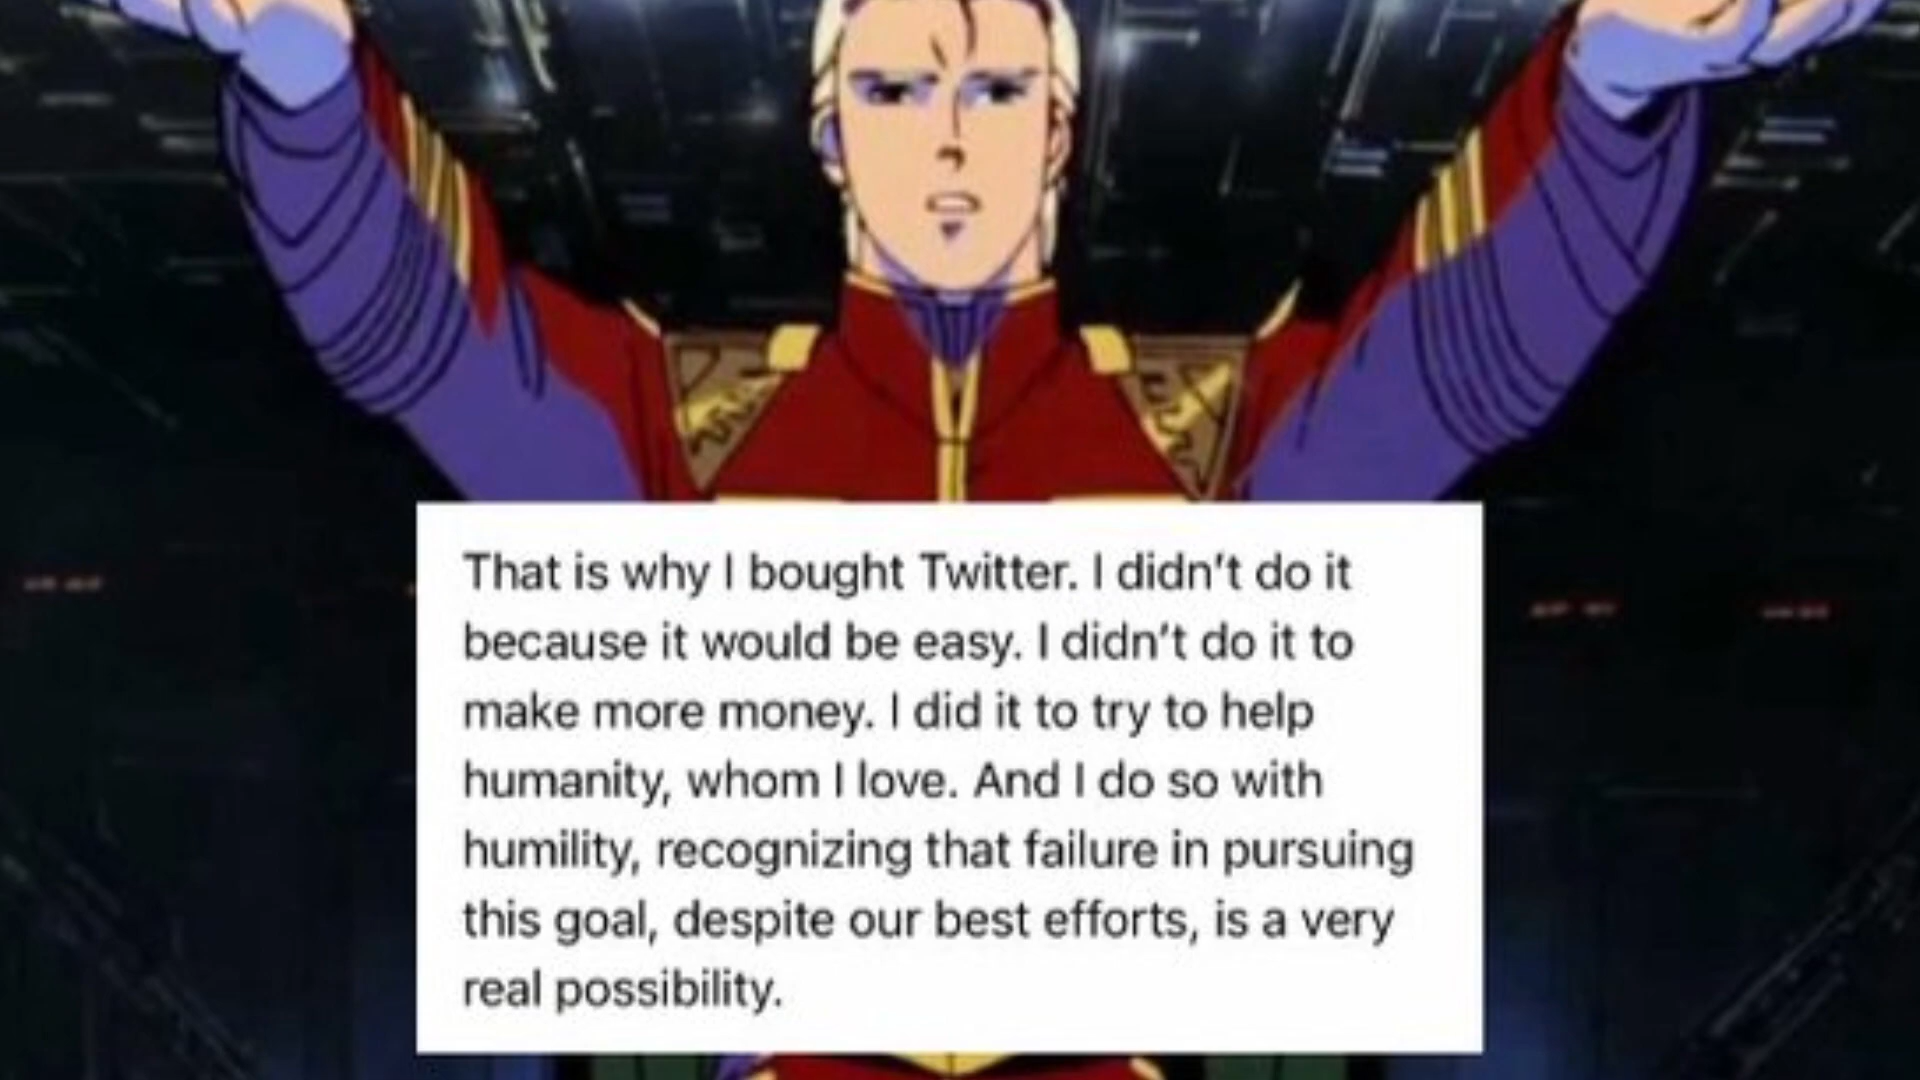 That is why I bought Twitter. I didn’t do it
because it would be easy. I didn’t do it to
make more money. I did it to try to help
humanity, whom I love. And I do so with
humility, recognizing that failure in pursuing
this goal, despite our best efforts, is a very
real possibility.